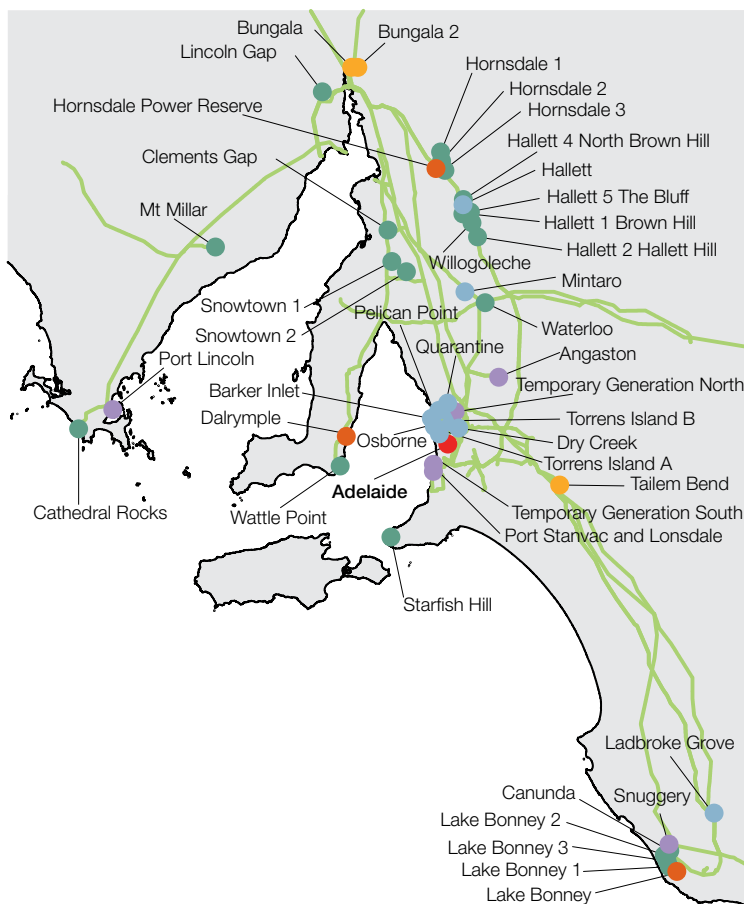 Bungala
Bungala 2
Lincoln Gap
Hornsdale 1
Hornsdale 2
Hornsdale Power Reserve
Hornsdale 3
Hallett 4 North Brown Hill
Clements Gap
Hallett
Hallett 5 The Bluff
Mt Millar
Hallett 1 Brown Hill
Hallett 2 Hallett Hill
Willogoleche
Mintaro
Snowtown 1
Pelican Point
Snowtown 2
Waterloo
Quarantine
Port Lincoln
Angaston
Barker Inlet
Temporary Generation North
Dalrymple
Torrens Island B
Osborne
Dry Creek
Torrens Island A
Adelaide
Tailem Bend
Cathedral Rocks
Wattle Point
Temporary Generation South
Port Stanvac and Lonsdale
Starfish Hill
Ladbroke Grove
Canunda
Snuggery
Lake Bonney 2
Lake Bonney 3
Lake Bonney 1
Lake Bonney